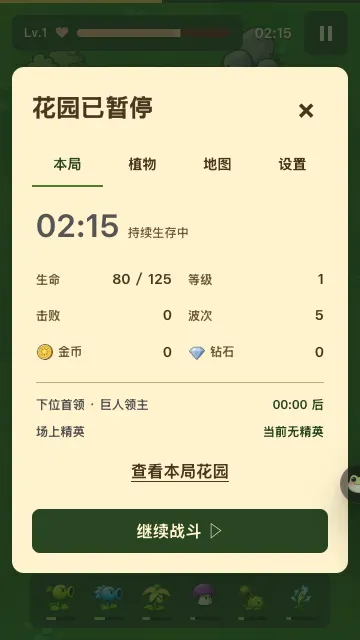 Lv.1 02:15
花园已暂停 ×
本局 植物 地图 设置
02:15 持续生存中
生命 80 / 125 等级 1
击败 0 波次 5
金币 0 钻石 0
下位首领 · 巨人领主 00:00 后
场上精英 当前无精英
查看本局花园
继续战斗 ▷